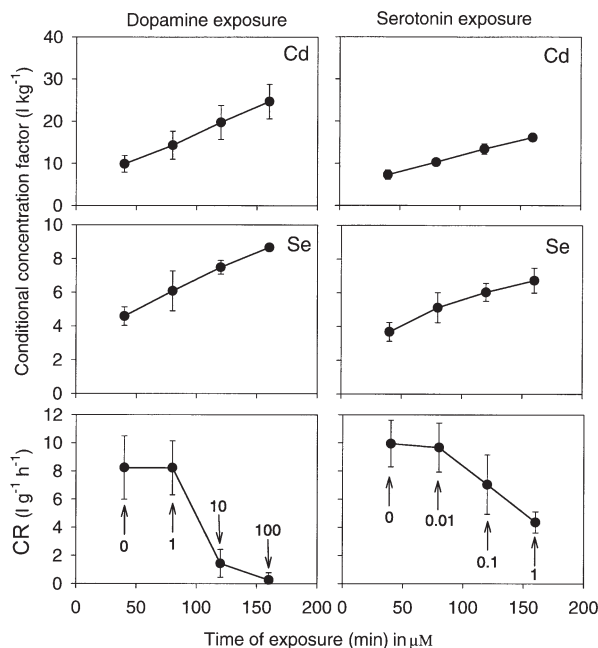 Dopamine exposure
Serotonin exposure
Conditional concentration factor (l kg⁻¹)
40
30
20
10
0
Cd
Cd
10
8
6
4
2
0
Se
Se
CR (l g⁻¹ h⁻¹)
12
10
8
6
4
2
0
0
1
10
100
0
0.01
0.1
1
0 50 100 150 200 0 50 100 150 200
Time of exposure (min) in μM